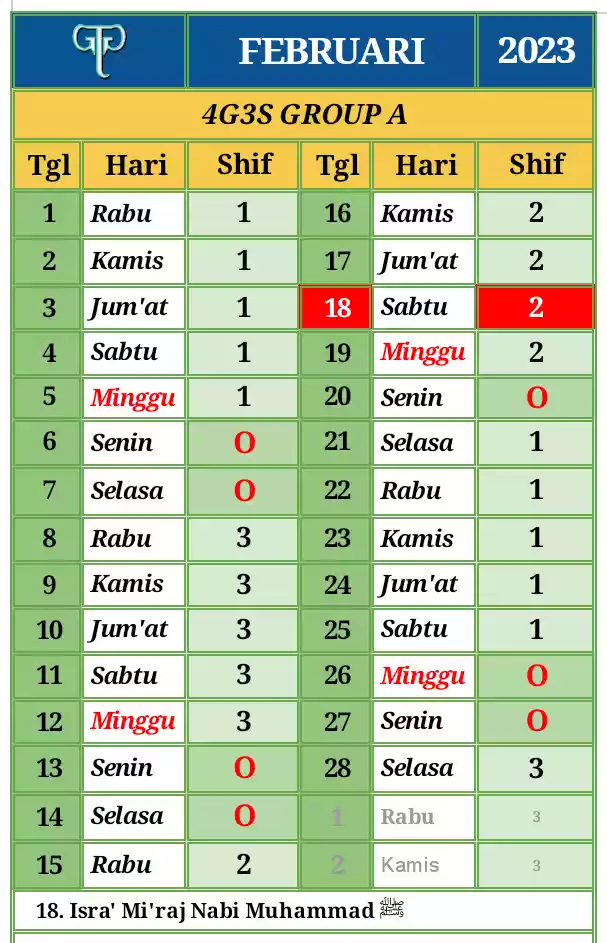 FEBRUARI 2023
4G3S GROUP A
Tgl Hari Shif Tgl Hari Shif
1 Rabu 1 16 Kamis 2
2 Kamis 1 17 Jum'at 2
3 Jum'at 1 18 Sabtu 2
4 Sabtu 1 19 Minggu 2
5 Minggu 1 20 Senin O
6 Senin O 21 Selasa 1
7 Selasa O 22 Rabu 1
8 Rabu 3 23 Kamis 1
9 Kamis 3 24 Jum'at 1
10 Jum'at 3 25 Sabtu 1
11 Sabtu 3 26 Minggu O
12 Minggu 3 27 Senin O
13 Senin O 28 Selasa 3
14 Selasa O 1 Rabu 3
15 Rabu 2 2 Kamis 3
18. Isra' Mi'raj Nabi Muhammad ﷺ